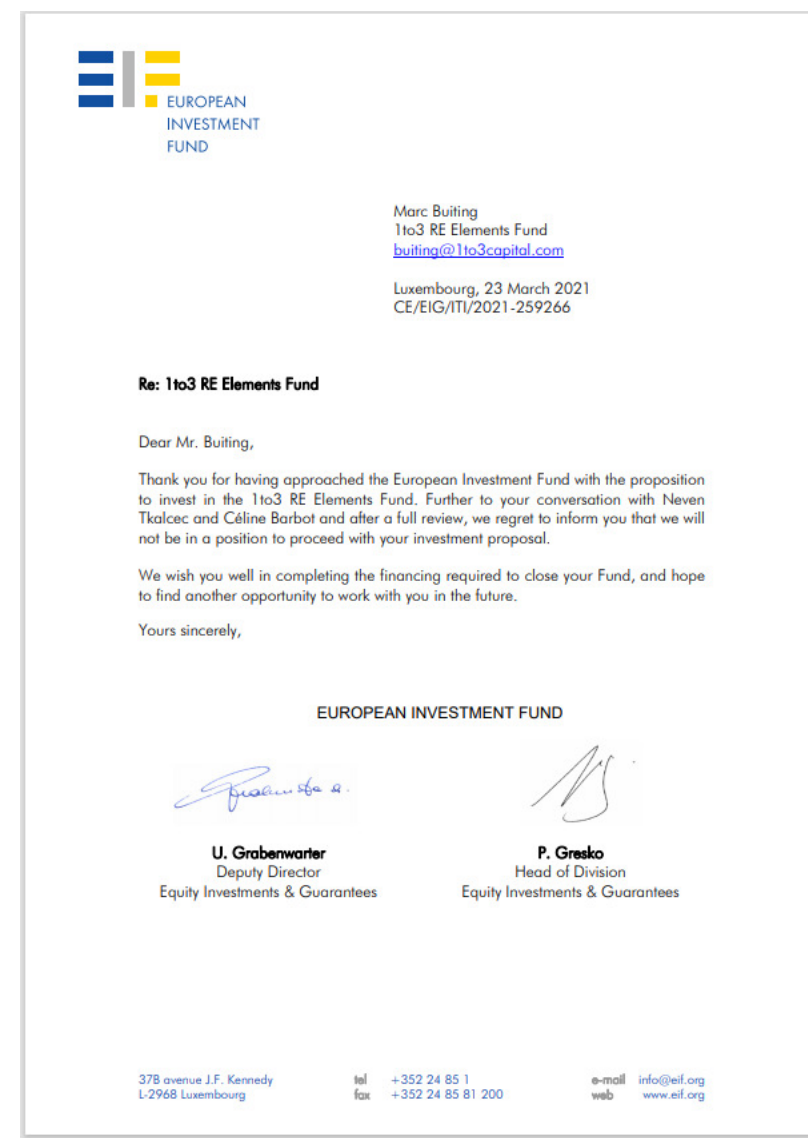 EUROPEAN
INVESTMENT
FUND
Marc Buiting
1to3 RE Elements Fund
buiting@1to3capital.com
Luxembourg, 23 March 2021
CE/EIG/ITI/2021-259266
Re: 1to3 RE Elements Fund
Dear Mr. Buiting,
Thank you for having approached the European Investment Fund with the proposition
to invest in the 1to3 RE Elements Fund. Further to your conversation with Neven
Tkalcec and Céline Barbot and after a full review, we regret to inform you that we will
not be in a position to proceed with your investment proposal.
We wish you well in completing the financing required to close your Fund, and hope
to find another opportunity to work with you in the future.
Yours sincerely,
EUROPEAN INVESTMENT FUND
U. Grabenwarter
Deputy Director
Equity Investments & Guarantees
P. Gresko
Head of Division
Equity Investments & Guarantees
37B avenue J.F. Kennedy
L-2968 Luxembourg
tel +352 24 85 1
fax +352 24 85 81 200
e-mail info@eif.org
web www.eif.org